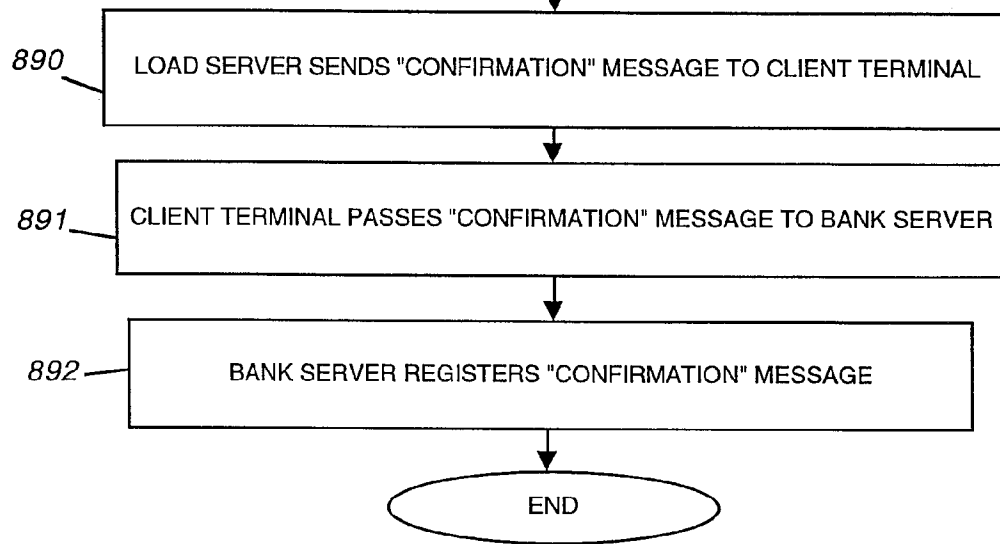 890
LOAD SERVER SENDS "CONFIRMATION" MESSAGE TO CLIENT TERMINAL
891
CLIENT TERMINAL PASSES "CONFIRMATION" MESSAGE TO BANK SERVER
892
BANK SERVER REGISTERS "CONFIRMATION" MESSAGE
END